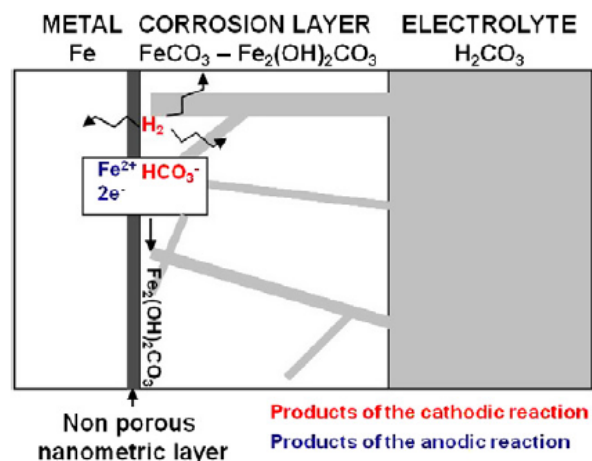 METAL CORROSION LAYER ELECTROLYTE
Fe FeCO₃ – Fe₂(OH)₂CO₃ H₂CO₃
H₂
Fe²⁺ HCO₃⁻
2e⁻
Fe₂(OH)₂CO₃
Non porous
nanometric layer
Products of the cathodic reaction
Products of the anodic reaction